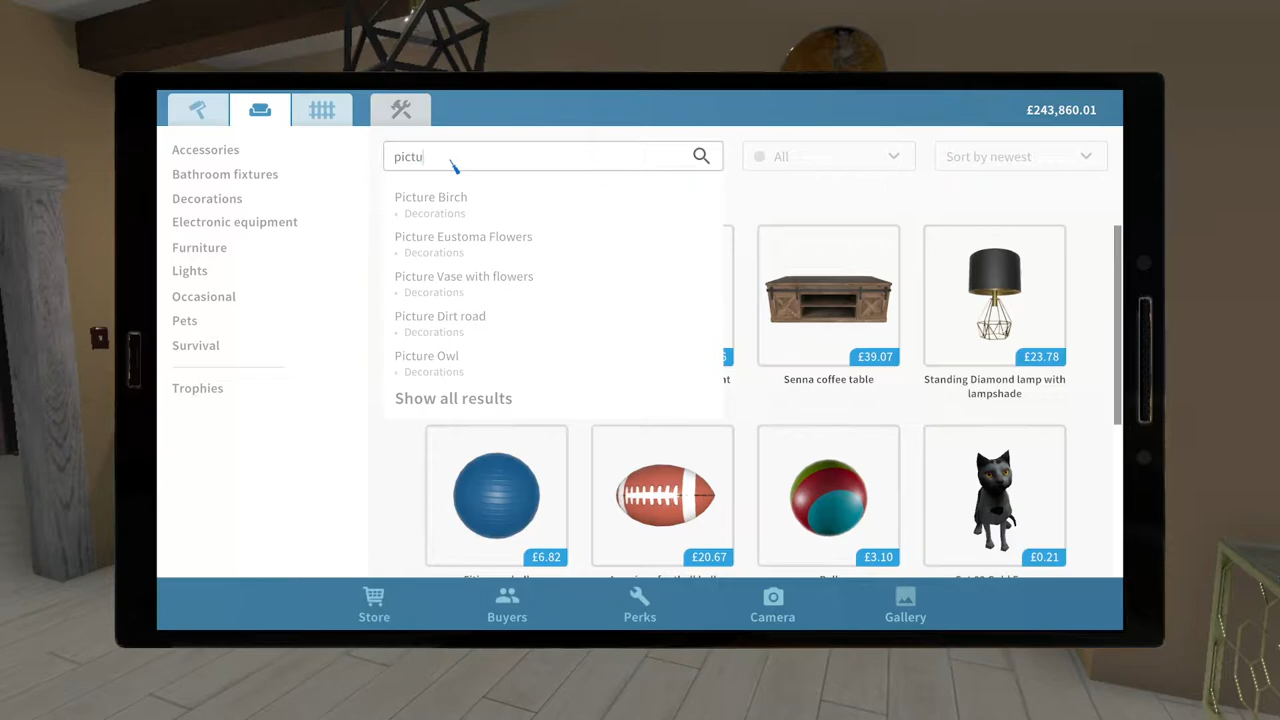 £243,860.01
Accessories
Bathroom fixtures
Decorations
Electronic equipment
Furniture
Lights
Occasional
Pets
Survival
Trophies
pictu
All
Sort by newest
Picture Birch
• Decorations
Picture Eustoma Flowers
• Decorations
Picture Vase with flowers
• Decorations
Picture Dirt road
• Decorations
Picture Owl
• Decorations
Show all results
£39.07
£23.78
Senna coffee table
Standing Diamond lamp with
lampshade
£6.82
£20.67
£3.10
£0.21
Store
Buyers
Perks
Camera
Gallery